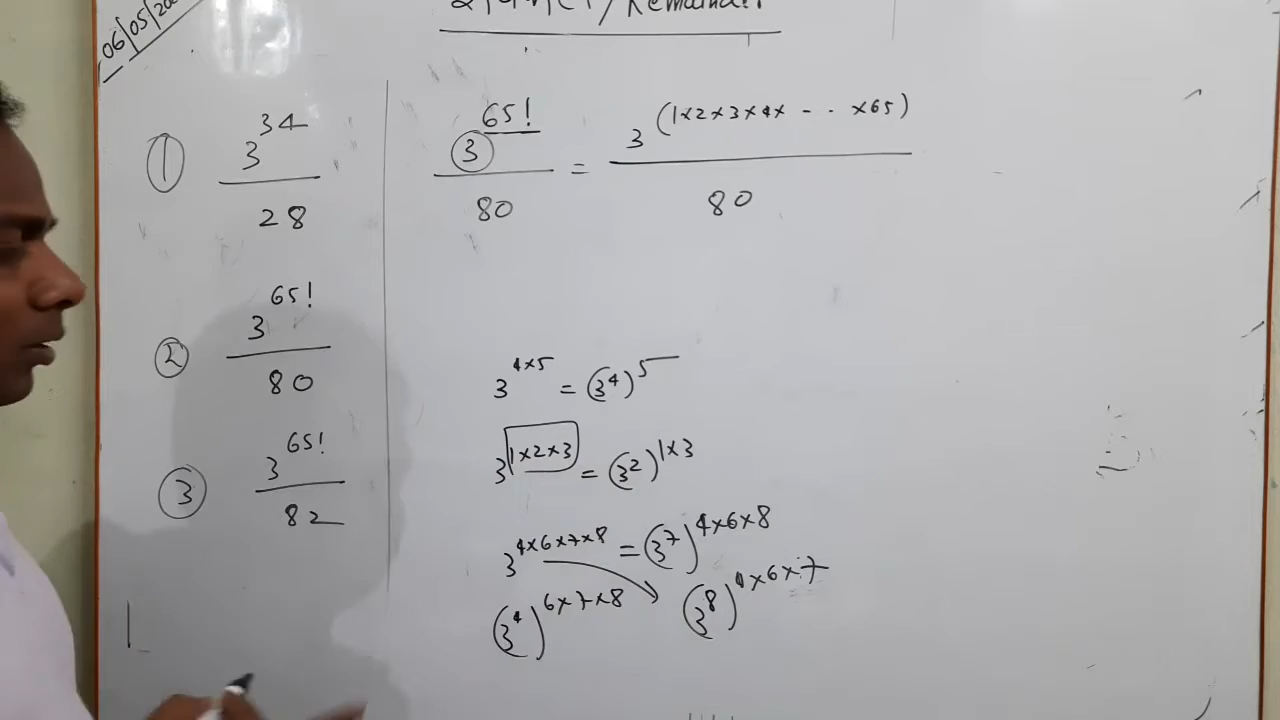 06/05/20
/Remainder
① 3^34 / 28
② 3^65! / 80
③ 3^65! / 82
3^65! / 80 = 3^(1×2×3×4×- - ×65) / 80
3^4×5 = (3^4)^5
3^1×2×3 = (3^2)^1×3
3^4×6×7×8 = (3^7)^4×6×8
(3^4)^6×7×8 (3^8)^4×6×7